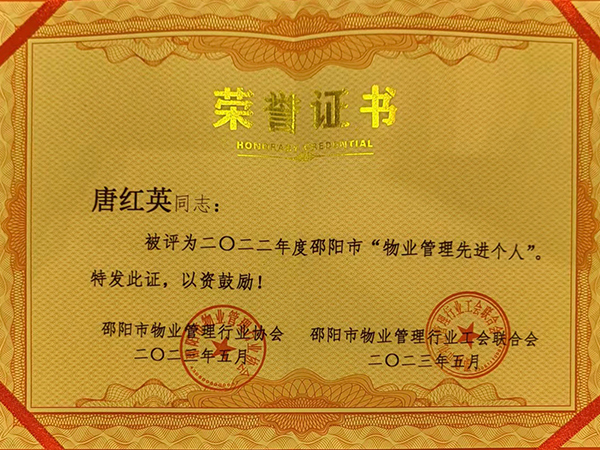 荣誉证书
HONORARY CREDENTIAL
唐红英同志：
被评为二〇二二年度邵阳市“物业管理先进个人”。
特发此证，以资鼓励！
邵阳市物业管理行业协会
二〇二三年五月
邵阳市物业管理行业工会联合会
二〇二三年五月